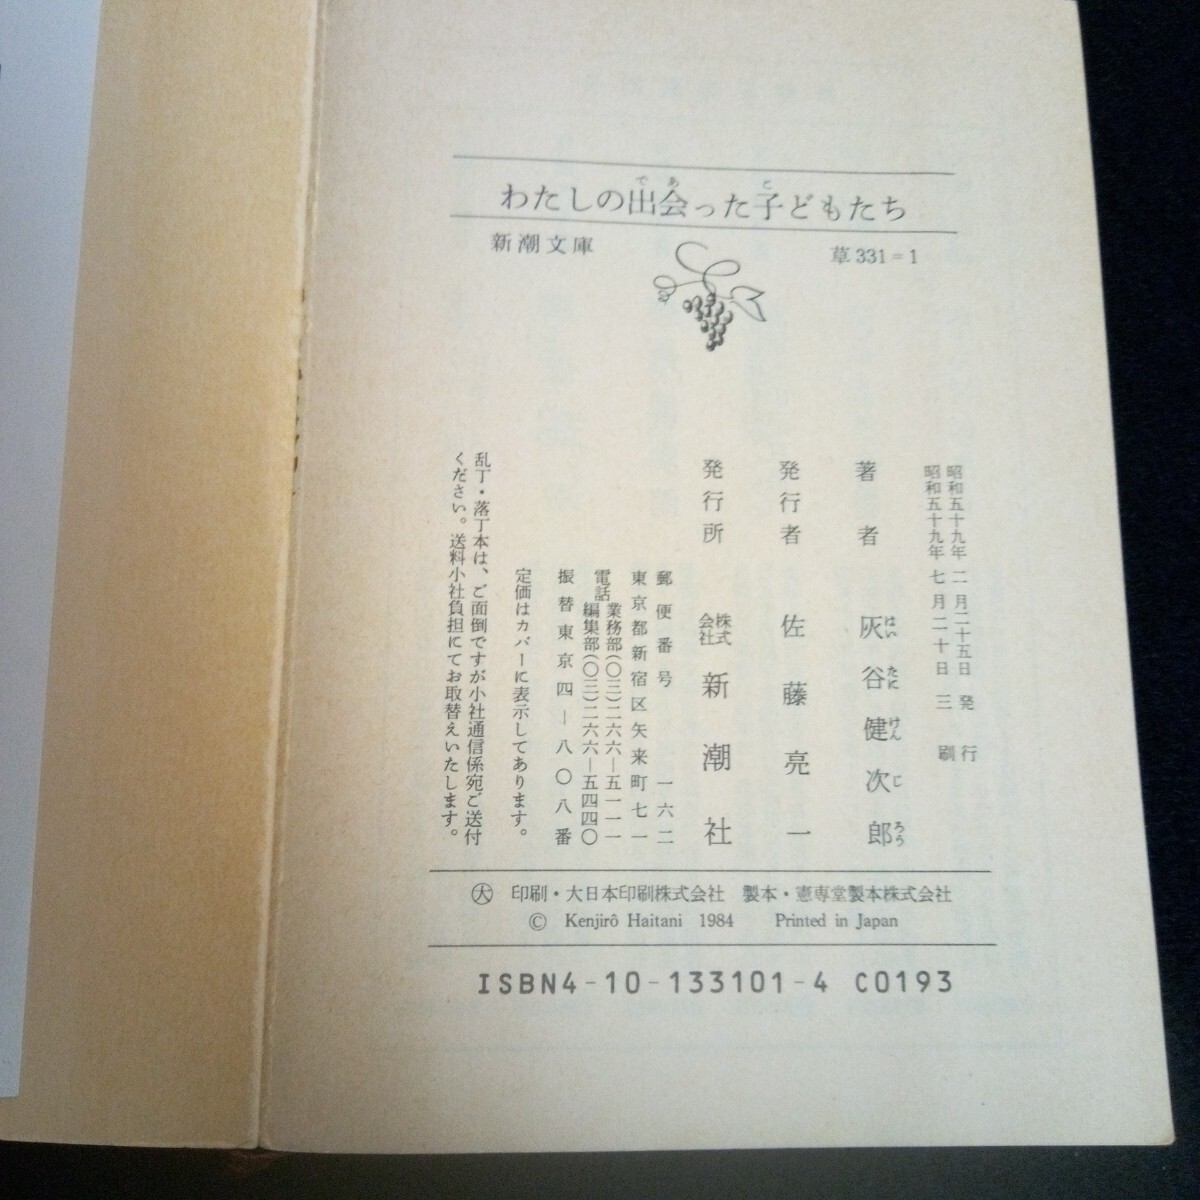 わたしの出会った子どもたち
新潮文庫 草331=1
昭和五十九年 二月二十五日 発行
昭和五十九年 七月二十日 三刷
著者 灰谷健次郎
発行者 佐藤亮一
発行所 株式会社 新潮社
郵便番号 一六二
東京都新宿区矢来町七一
電話 業務部(〇三)二六六―五一一一
編集部(〇三)二六六―五四四〇
振替東京四―八〇八番
定価はカバーに表示してあります。
乱丁・落丁本は、ご面倒ですが小社通信係宛ご送付
ください。送料小社負担にてお取替えいたします。
大 印刷・大日本印刷株式会社 製本・憲専堂製本株式会社
© Kenjirô Haitani 1984 Printed in Japan
ISBN4-10-133101-4 C0193